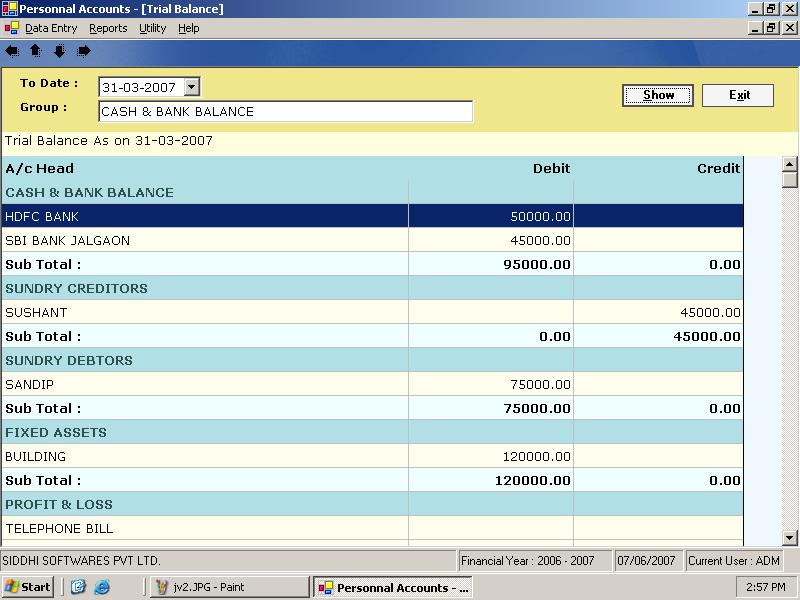 Personnal Accounts - [Trial Balance]
Data Entry Reports Utility Help
To Date : 31-03-2007
Show Exit
Group : CASH & BANK BALANCE
Trial Balance As on 31-03-2007
A/c Head Debit Credit
CASH & BANK BALANCE
HDFC BANK 50000.00
SBI BANK JALGAON 45000.00
Sub Total : 95000.00 0.00
SUNDRY CREDITORS
SUSHANT 45000.00
Sub Total : 0.00 45000.00
SUNDRY DEBTORS
SANDIP 75000.00
Sub Total : 75000.00 0.00
FIXED ASSETS
BUILDING 120000.00
Sub Total : 120000.00 0.00
PROFIT & LOSS
TELEPHONE BILL
SIDDHI SOFTWARES PVT LTD. Financial Year : 2006 - 2007 07/06/2007 Current User : ADM
Start jv2.JPG - Paint Personnal Accounts - ... 2:57 PM